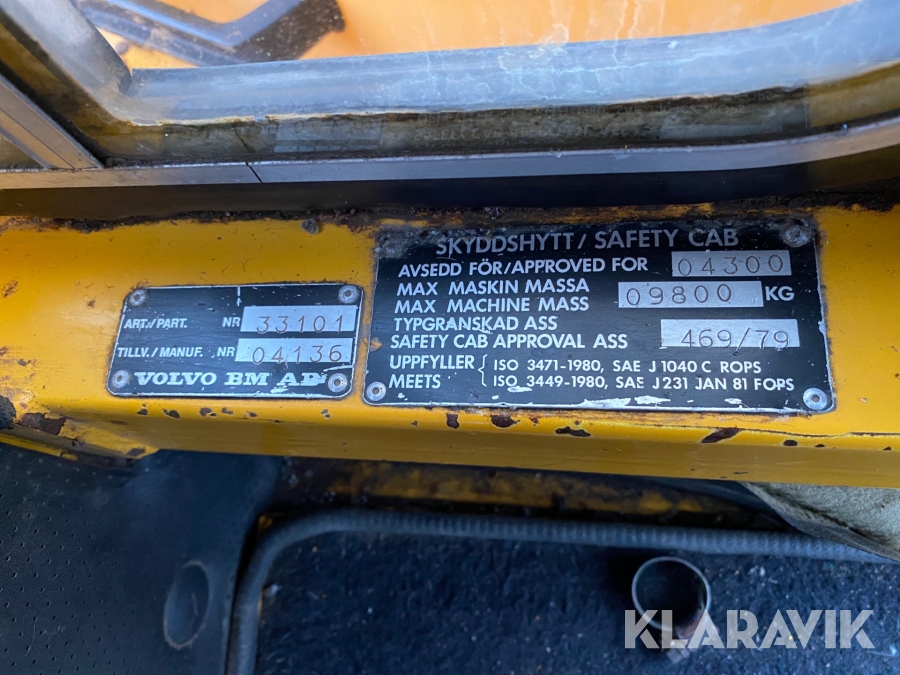 ART./PART. NR 33101
TILLV./MANUF. NR 04136
VOLVO BM AB
SKYDDSHYTT/SAFETY CAB
AVSEDD FÖR/APPROVED FOR 04300
MAX MASKIN MASSA
MAX MACHINE MASS 09800 KG
TYPGRANSKAD ASS
SAFETY CAB APPROVAL ASS 469/79
UPPFYLLER { ISO 3471-1980, SAE J 1040 C ROPS
MEETS { ISO 3449-1980, SAE J 231 JAN 81 FOPS
KLARAVIK